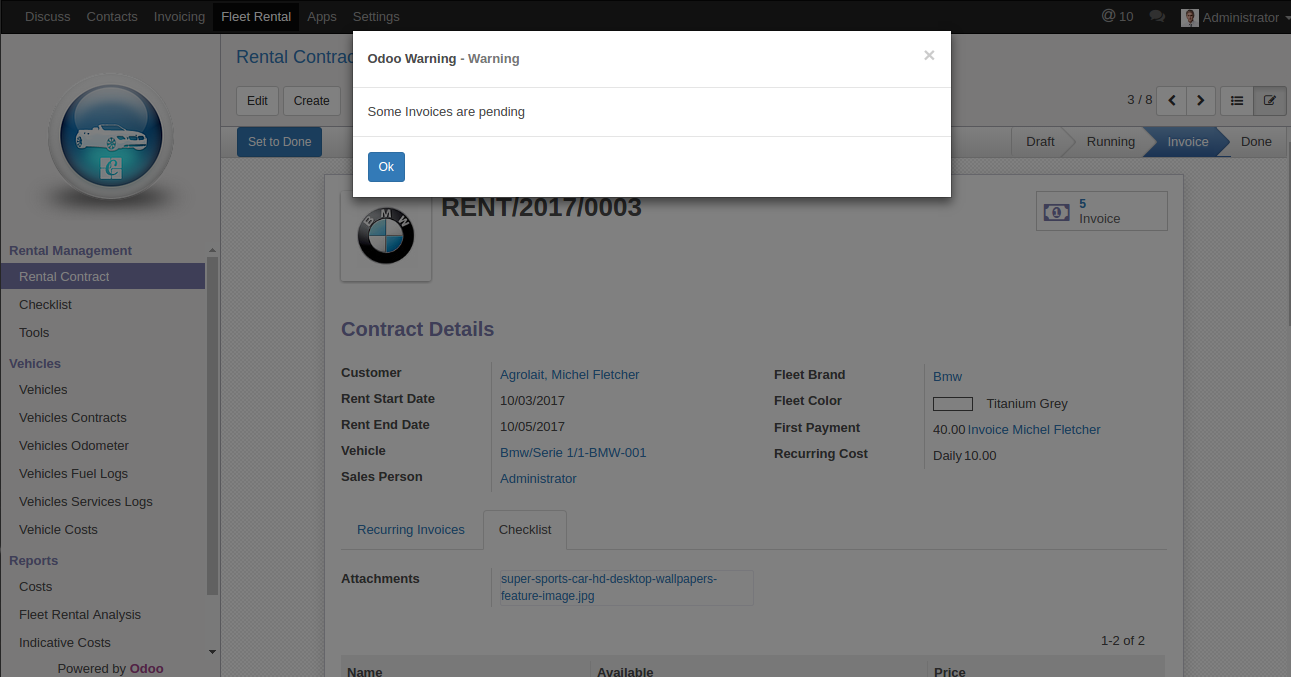 Discuss Contacts Invoicing Fleet Rental Apps Settings @ 10 Administrator
Rental Contrac
Odoo Warning - Warning ×
Some Invoices are pending
Ok
Edit Create 3 / 8
Set to Done Draft Running Invoice Done
Rental Management
Rental Contract
Checklist
Tools
Vehicles
Vehicles
Vehicles Contracts
Vehicles Odometer
Vehicles Fuel Logs
Vehicles Services Logs
Vehicle Costs
Reports
Costs
Fleet Rental Analysis
Indicative Costs
Powered by Odoo
BMW
RENT/2017/0003
1
5
Invoice
Contract Details
Customer Agrolait, Michel Fletcher
Rent Start Date 10/03/2017
Rent End Date 10/05/2017
Vehicle Bmw/Serie 1/1-BMW-001
Sales Person Administrator
Fleet Brand Bmw
Fleet Color Titanium Grey
First Payment 40.00 Invoice Michel Fletcher
Recurring Cost Daily 10.00
Recurring Invoices Checklist
Attachments super-sports-car-hd-desktop-wallpapers-
feature-image.jpg
1-2 of 2
Name Available Price